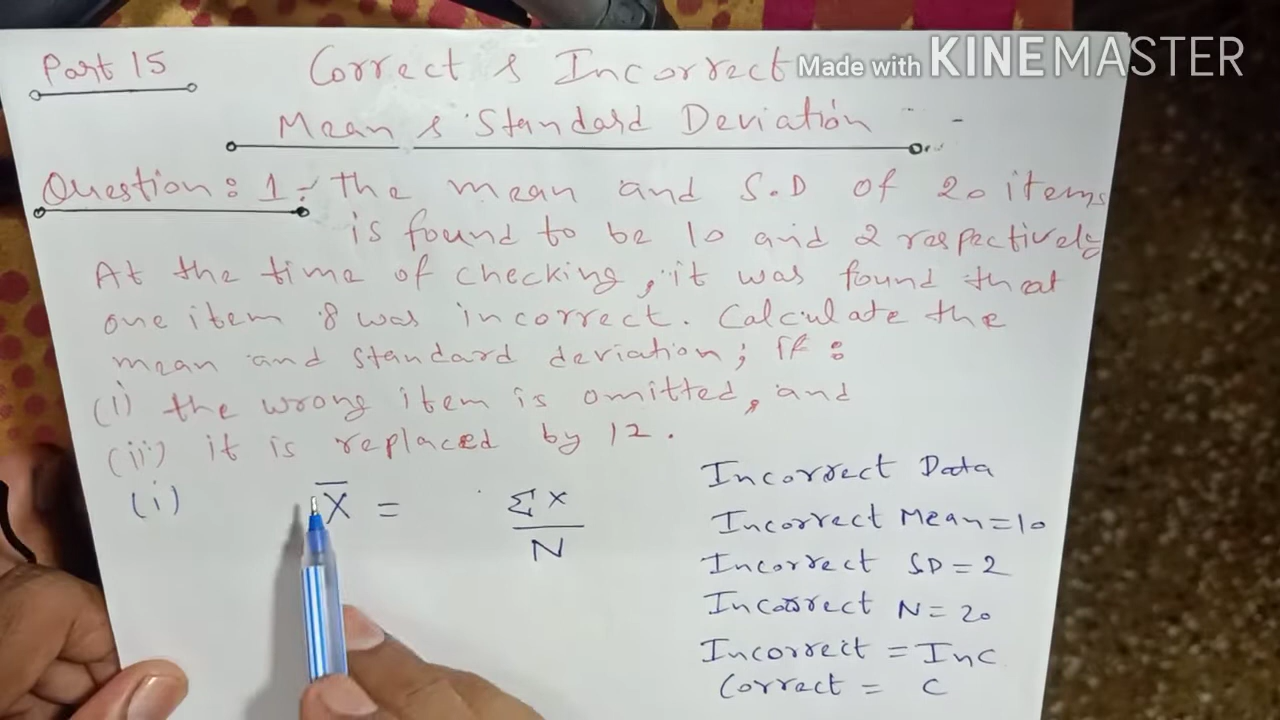 Part 15
Correct & Incorrect
Made with KINEMASTER
Mean & Standard Deviation
Question: 1:- The mean and S.D of 20 items
is found to be 10 and 2 respectively
At the time of checking, it was found that
one item 8 was incorrect. Calculate the
mean and standard deviation; If :
(i) the wrong item is omitted, and
(ii) it is replaced by 12.
(i) X̄ = Σx / N
Incorrect Data
Incorrect Mean = 10
Incorrect SD = 2
Incorrect N = 20
Incorrect = Inc
Correct = C